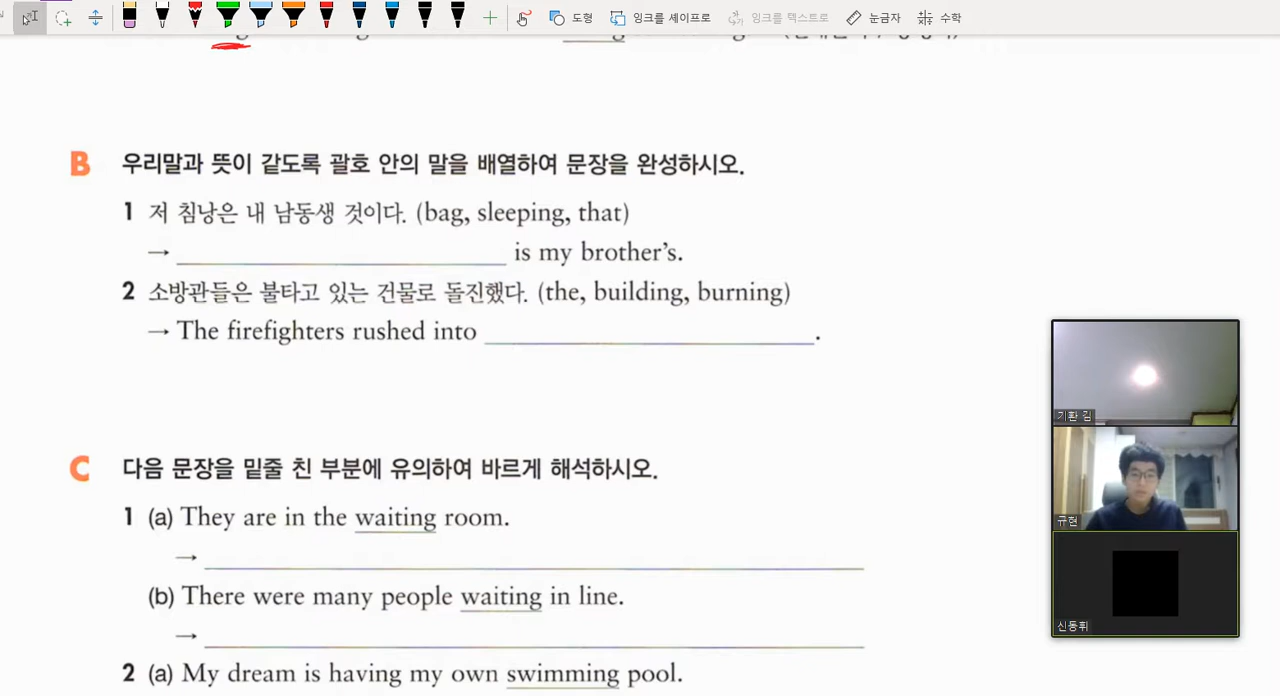 도형 잉크를 셰이프로 잉크를 텍스트로 눈금자 수학
B 우리말과 뜻이 같도록 괄호 안의 말을 배열하여 문장을 완성하시오.
1 저 침낭은 내 남동생 것이다. (bag, sleeping, that)
→ is my brother's.
2 소방관들은 불타고 있는 건물로 돌진했다. (the, building, burning)
→ The firefighters rushed into .
C 다음 문장을 밑줄 친 부분에 유의하여 바르게 해석하시오.
1 (a) They are in the waiting room.
→
(b) There were many people waiting in line.
→
2 (a) My dream is having my own swimming pool.
기환 김
규현
신동휘